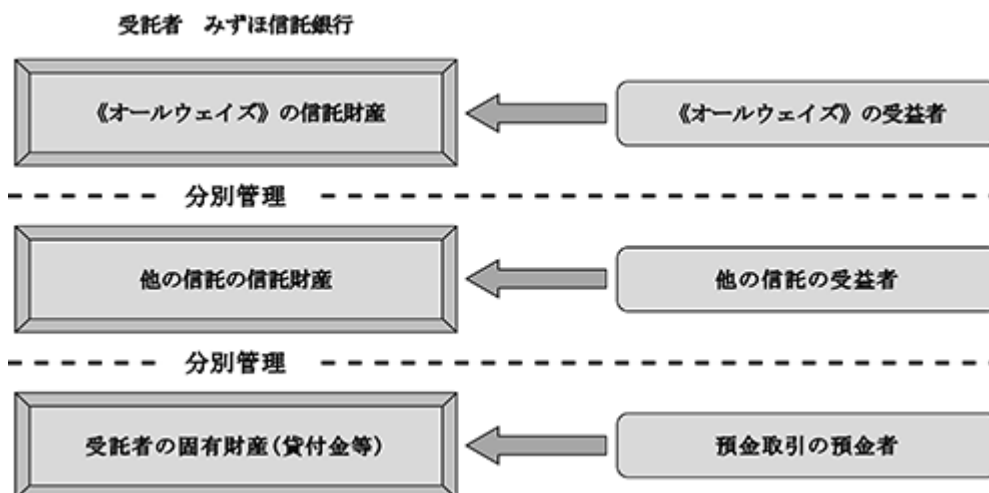 受託者　みずほ信託銀行
《オールウェイズ》の信託財産
《オールウェイズ》の受益者
分別管理
他の信託の信託財産
他の信託の受益者
分別管理
受託者の固有財産（貸付金等）
預金取引の預金者